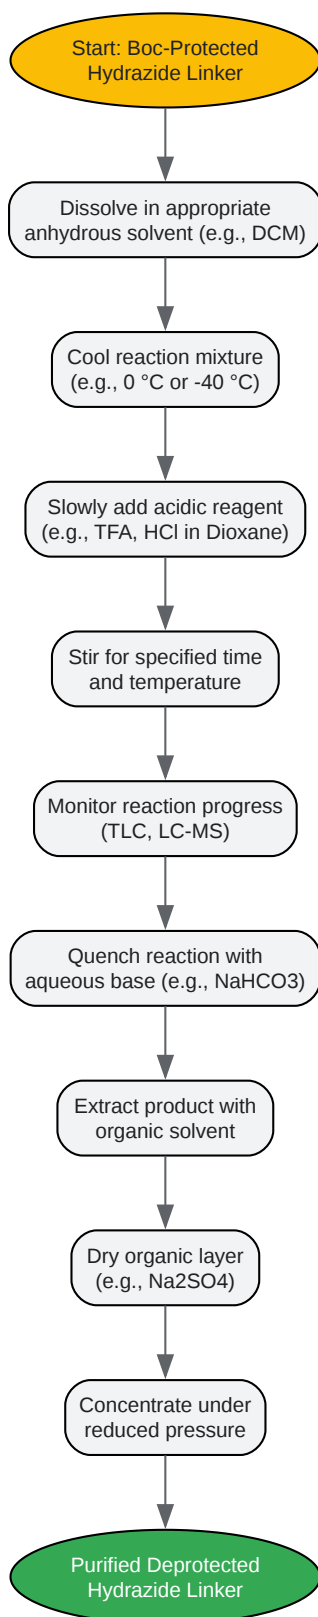 Start: Boc-Protected
Hydrazide Linker
Dissolve in appropriate
anhydrous solvent (e.g., DCM)
Cool reaction mixture
(e.g., 0 °C or -40 °C)
Slowly add acidic reagent
(e.g., TFA, HCl in Dioxane)
Stir for specified time
and temperature
Monitor reaction progress
(TLC, LC-MS)
Quench reaction with
aqueous base (e.g., NaHCO3)
Extract product with
organic solvent
Dry organic layer
(e.g., Na2SO4)
Concentrate under
reduced pressure
Purified Deprotected
Hydrazide Linker